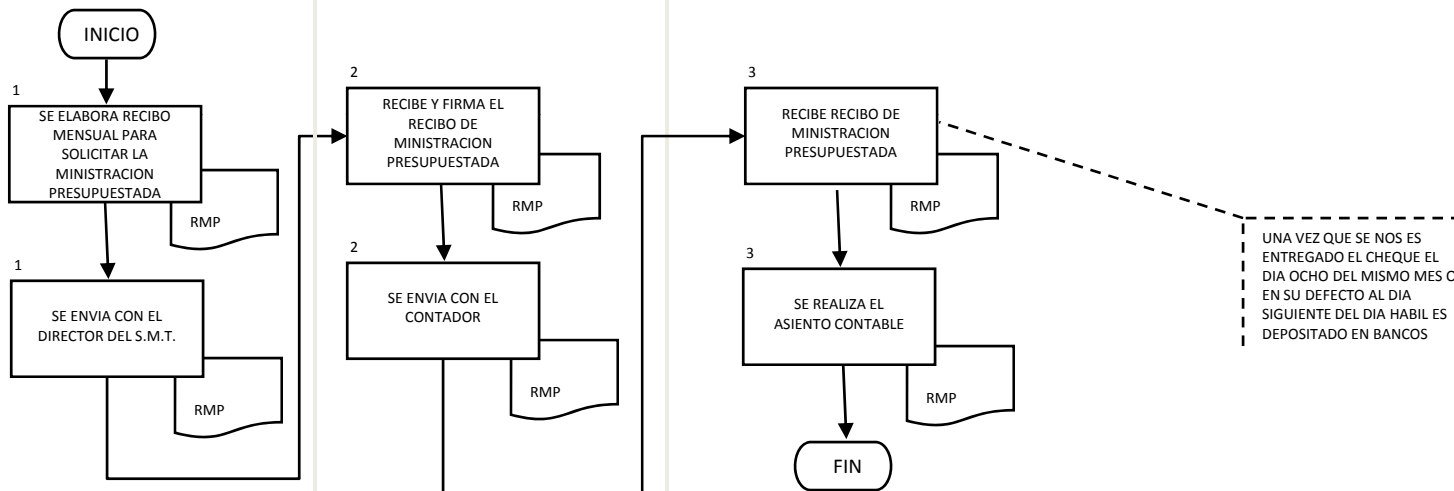 INICIO
1
SE ELABORA RECIBO
MENSUAL PARA
SOLICITAR LA
MINISTRACION
PRESUPUESTADA
RMP
1
SE ENVIA CON EL
DIRECTOR DEL S.M.T.
RMP
2
RECIBE Y FIRMA EL
RECIBO DE
MINISTRACION
PRESUPUESTADA
RMP
2
SE ENVIA CON EL
CONTADOR
RMP
3
RECIBE RECIBO DE
MINISTRACION
PRESUPUESTADA
RMP
3
SE REALIZA EL
ASIENTO CONTABLE
RMP
FIN
UNA VEZ QUE SE NOS ES
ENTREGADO EL CHEQUE EL
DIA OCHO DEL MISMO MES O
EN SU DEFECTO AL DIA
SIGUIENTE DEL DIA HABIL ES
DEPOSITADO EN BANCOS